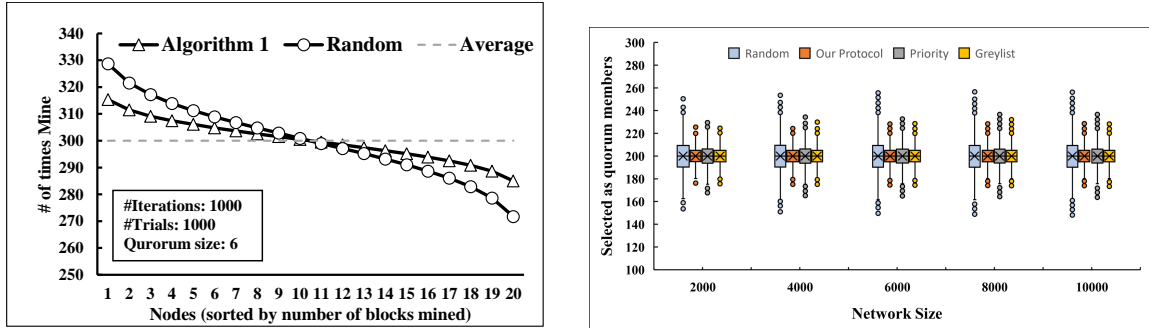 340
330
320
310
300
290
280
270
260
250
# of times Mine
Algorithm 1 Random Average
#Iterations: 1000
#Trials: 1000
Qurorum size: 6
1 2 3 4 5 6 7 8 9 10 11 12 13 14 15 16 17 18 19 20
Nodes (sorted by number of blocks mined)
300
280
260
240
220
200
180
160
140
120
100
Selected as quorum members
Random Our Protocol Priority Greylist
2000 4000 6000 8000 10000
Network Size